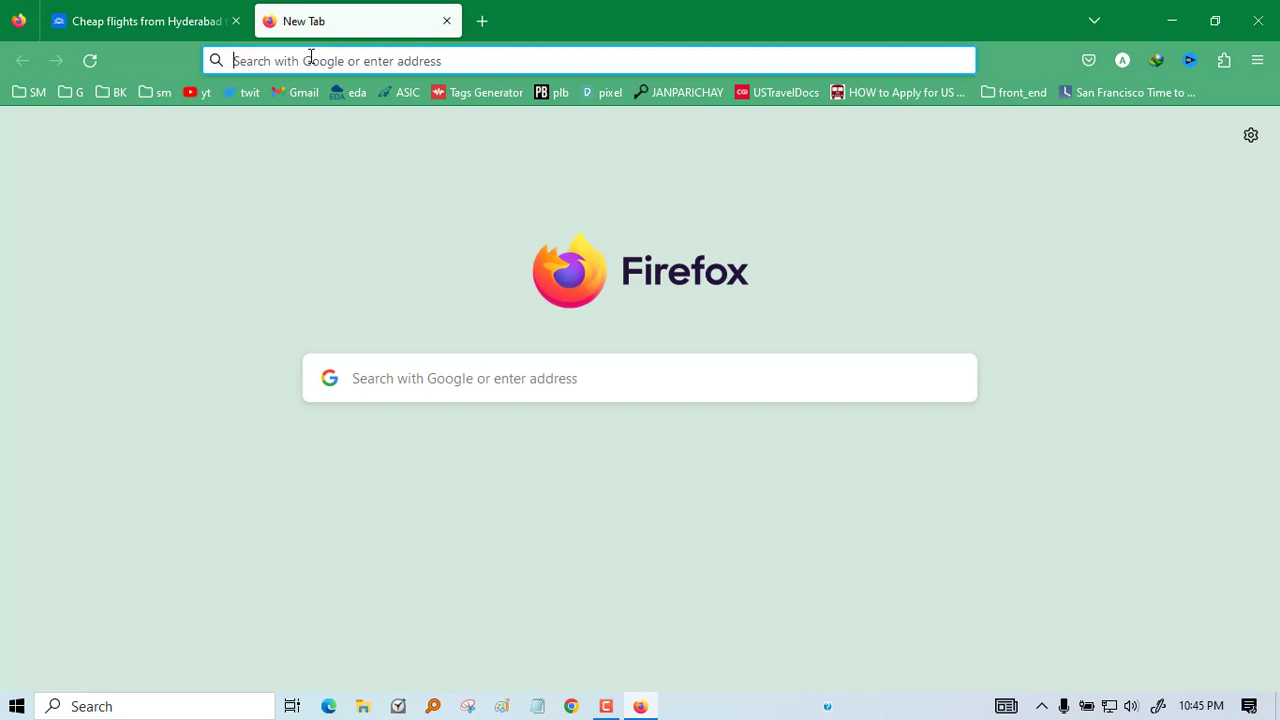 Cheap flights from Hyderabad
New Tab
Search with Google or enter address
SM
G
BK
sm
yt
twit
Gmail
eda
ASIC
Tags Generator
plb
pixel
JANPARICHAY
USTravelDocs
HOW to Apply for US ...
front_end
San Francisco Time to ...
Firefox
Search with Google or enter address
Search
10:45 PM